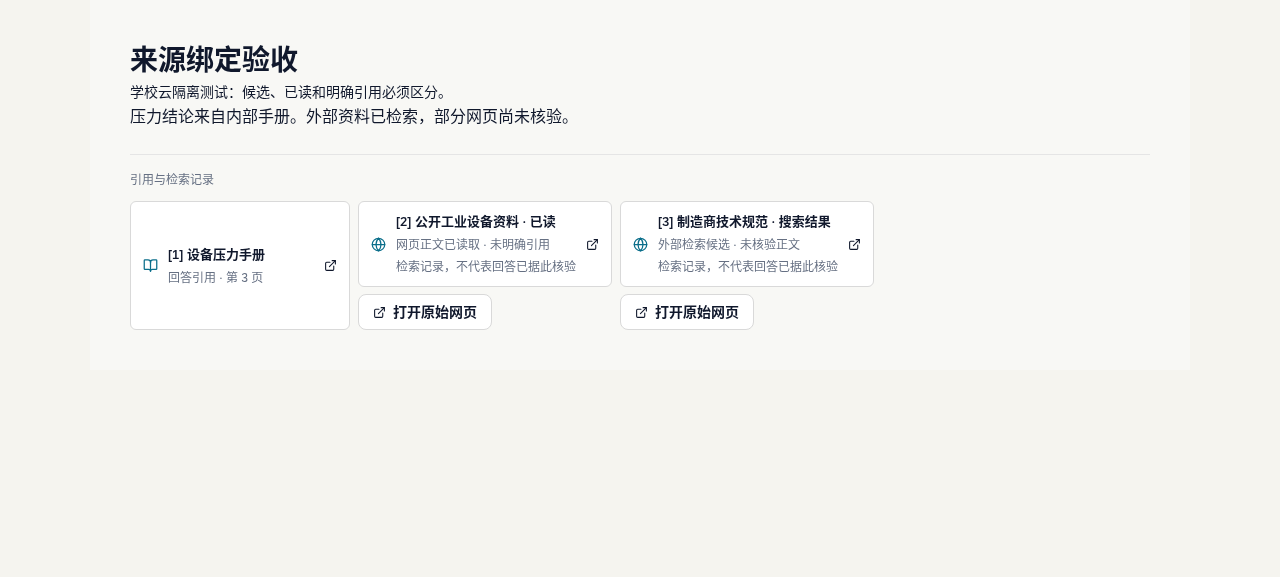 来源绑定验收
学校云隔离测试：候选、已读和明确引用必须区分。
压力结论来自内部手册。外部资料已检索，部分网页尚未核验。
引用与检索记录
[1] 设备压力手册
回答引用 · 第 3 页
[2] 公开工业设备资料 · 已读
网页正文已读取 · 未明确引用
检索记录，不代表回答已据此核验
打开原始网页
[3] 制造商技术规范 · 搜索结果
外部检索候选 · 未核验正文
检索记录，不代表回答已据此核验
打开原始网页